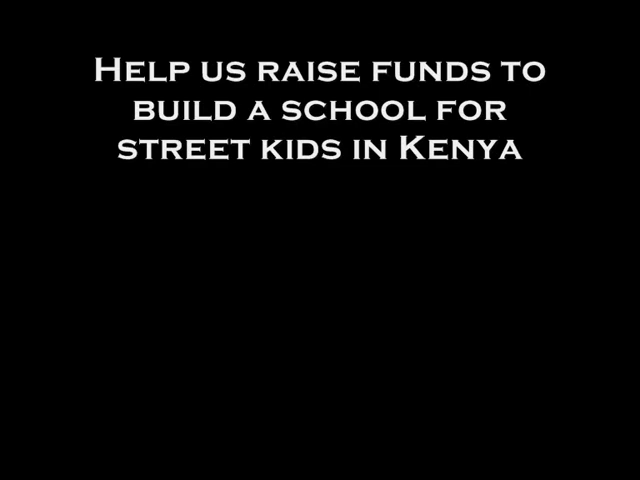 Help us raise funds to
build a school for
street kids in Kenya